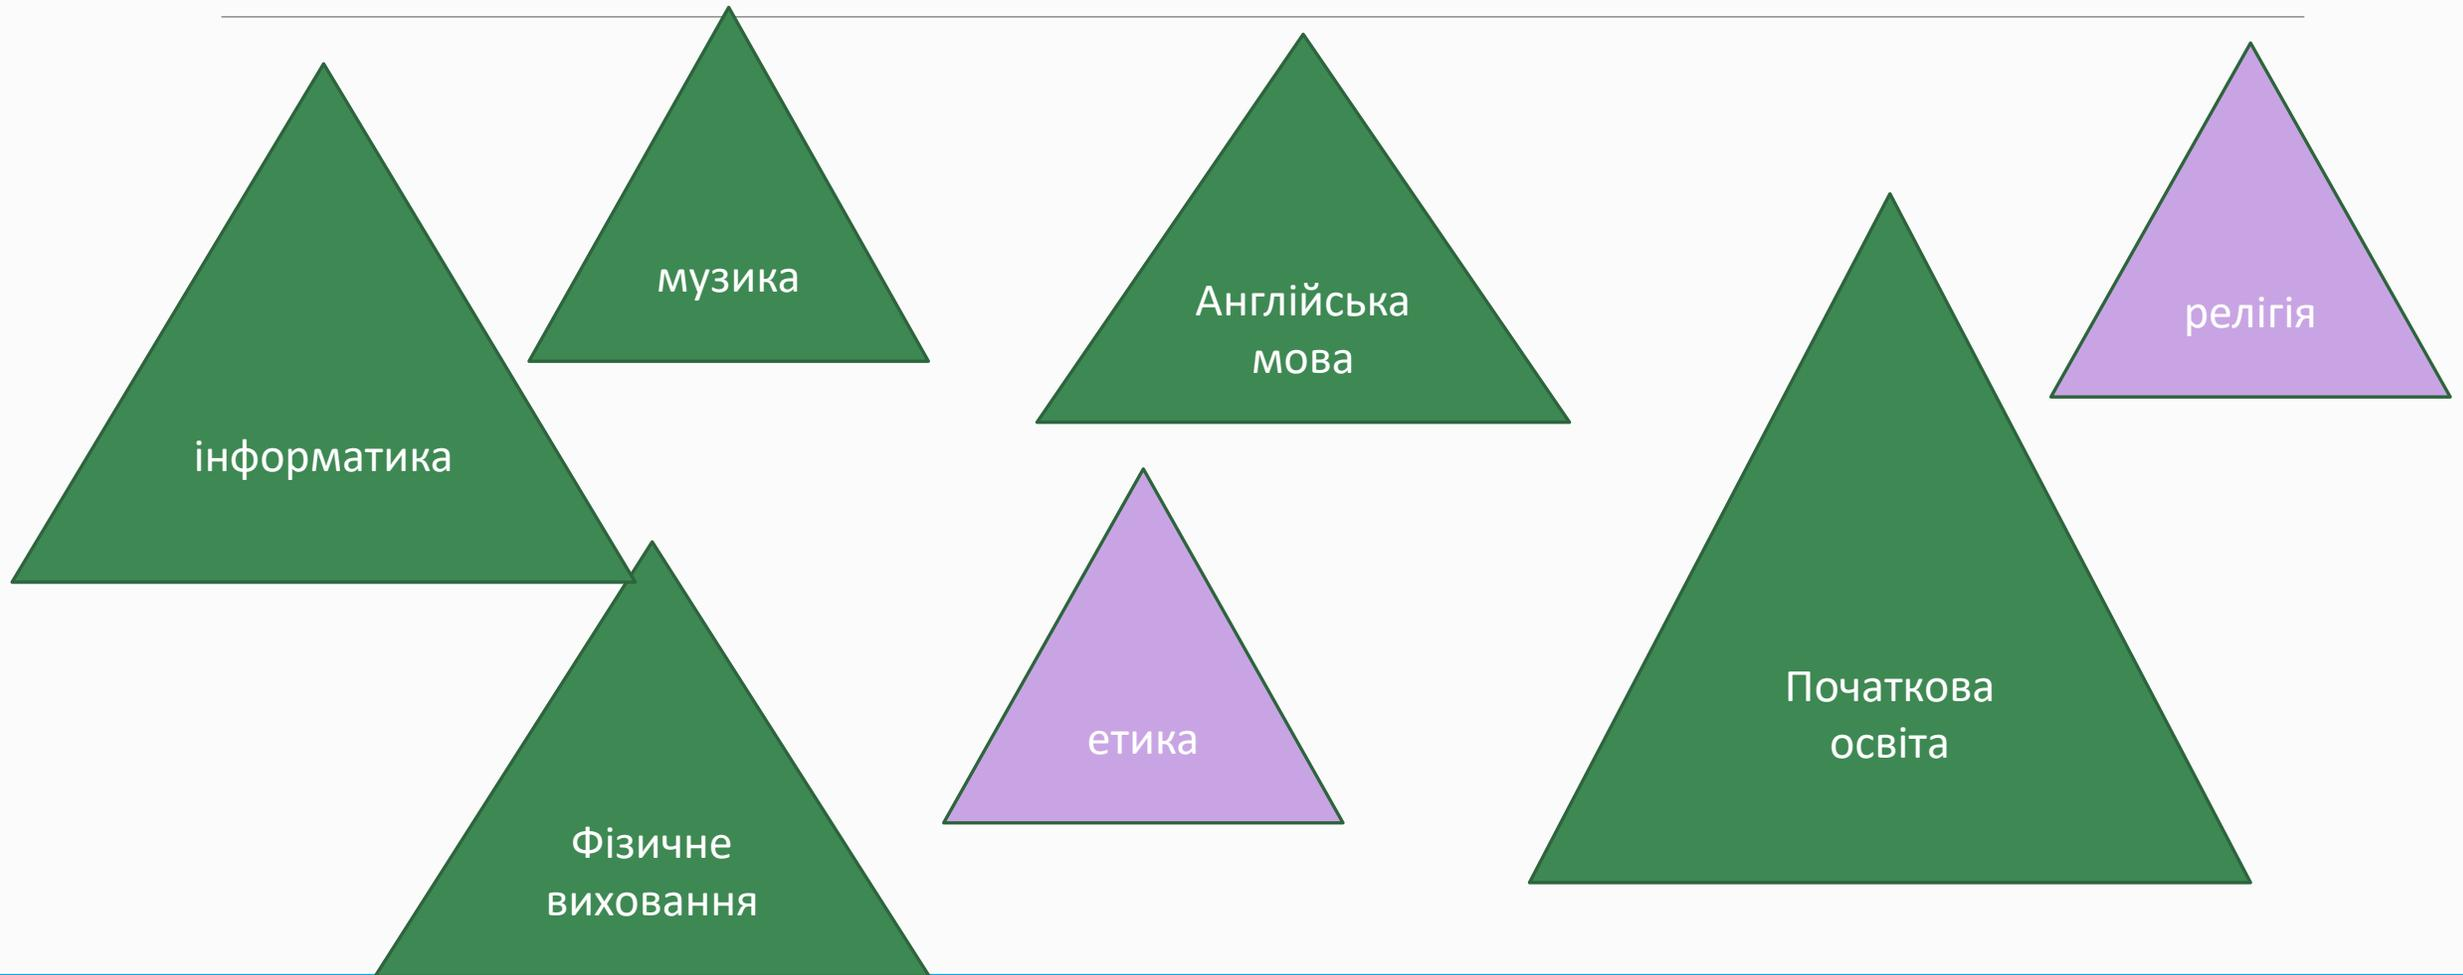 музика
Англійська
мова
релігія
інформатика
Початкова
освіта
етика
Фізичне
виховання